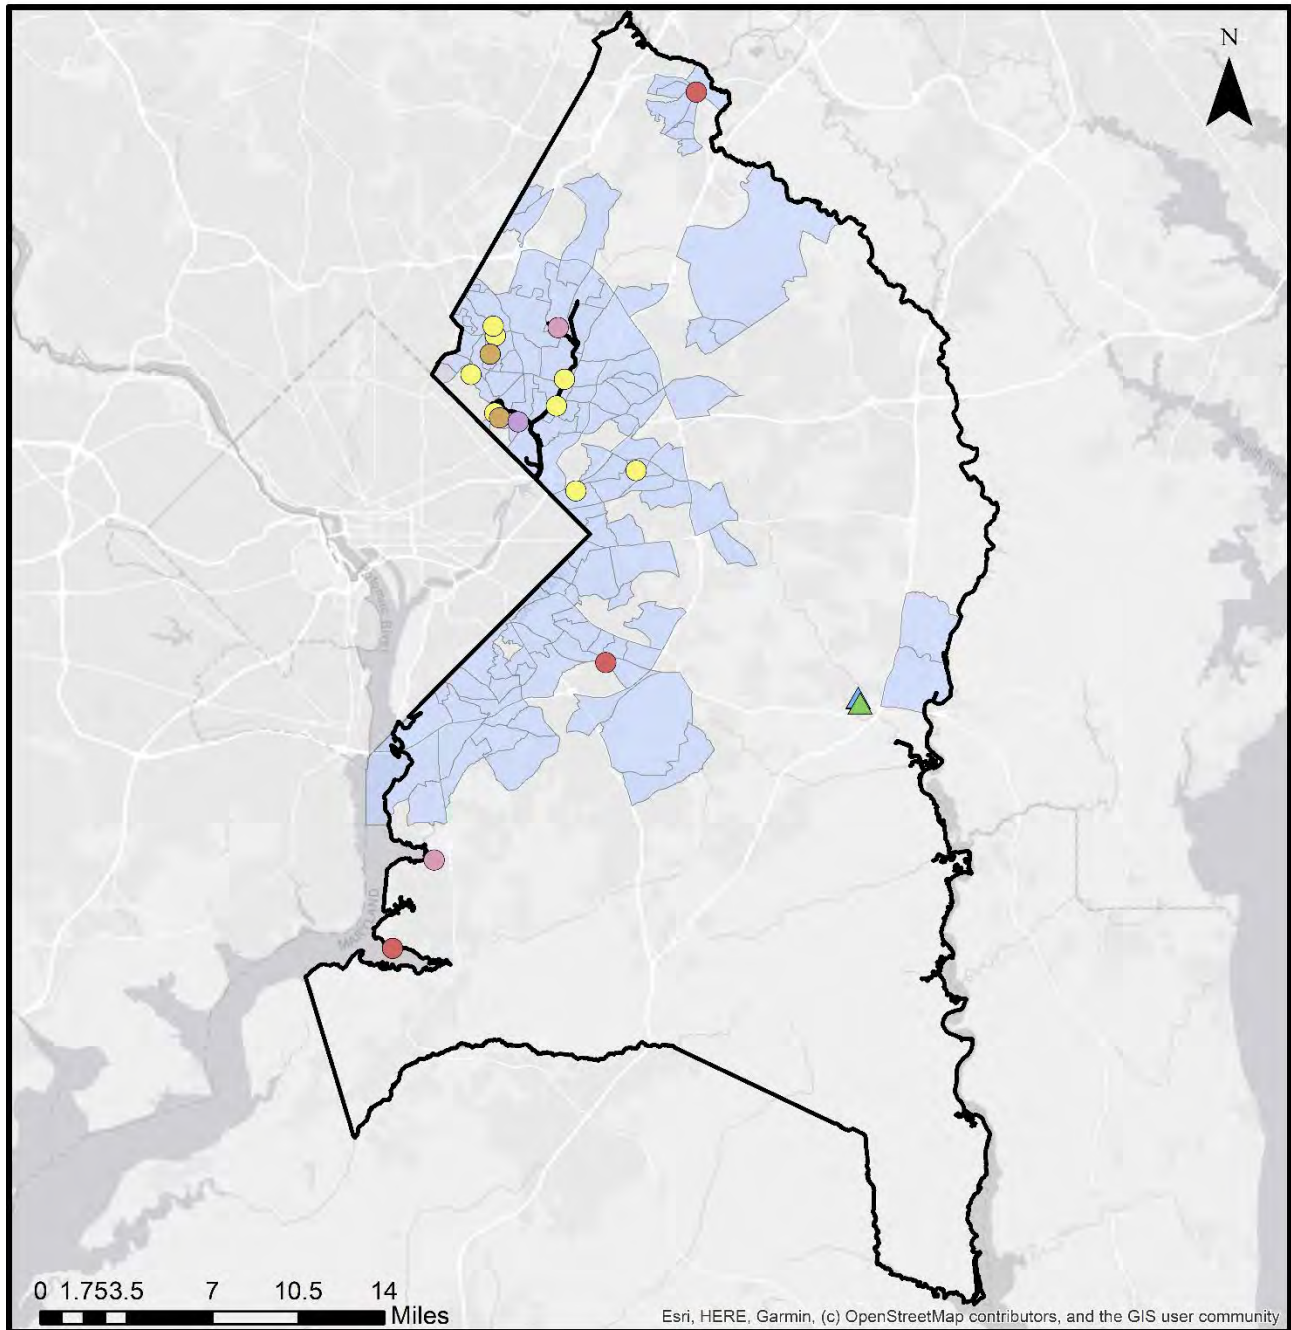 N
MARYLAND
0 1.753.5 7 10.5 14
Miles
Esri, HERE, Garmin, (c) OpenStreetMap contributors, and the GIS user community